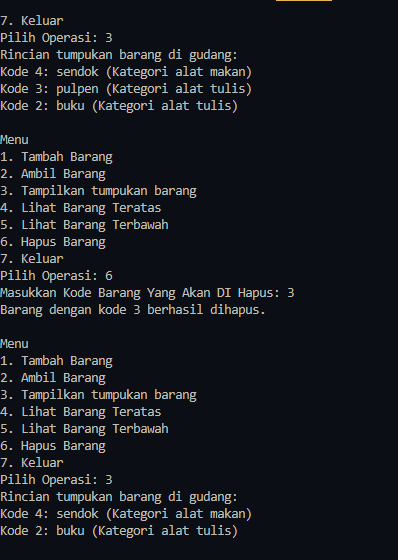 7. Keluar
Pilih Operasi: 3
Rincian tumpukan barang di gudang:
Kode 4: sendok (Kategori alat makan)
Kode 3: pulpen (Kategori alat tulis)
Kode 2: buku (Kategori alat tulis)
Menu
1. Tambah Barang
2. Ambil Barang
3. Tampilkan tumpukan barang
4. Lihat Barang Teratas
5. Lihat Barang Terbawah
6. Hapus Barang
7. Keluar
Pilih Operasi: 6
Masukkan Kode Barang Yang Akan DI Hapus: 3
Barang dengan kode 3 berhasil dihapus.
Menu
1. Tambah Barang
2. Ambil Barang
3. Tampilkan tumpukan barang
4. Lihat Barang Teratas
5. Lihat Barang Terbawah
6. Hapus Barang
7. Keluar
Pilih Operasi: 3
Rincian tumpukan barang di gudang:
Kode 4: sendok (Kategori alat makan)
Kode 2: buku (Kategori alat tulis)